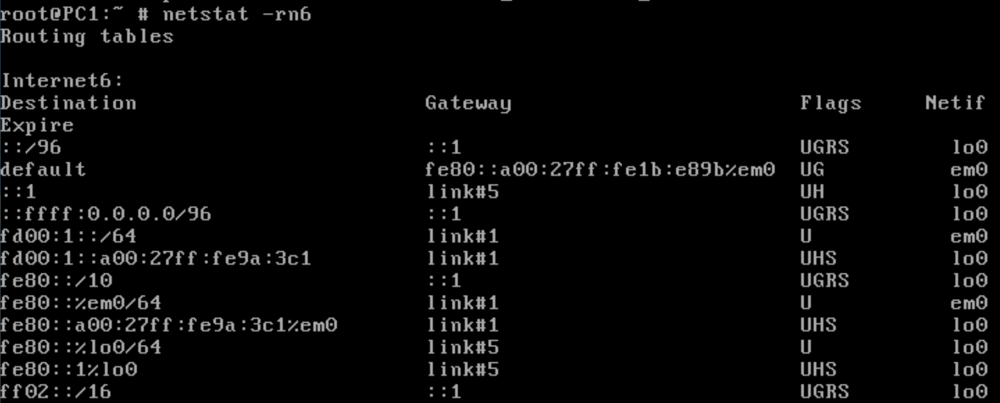 root@PC1:~ # netstat -rn6
Routing tables
Internet6:
Destination Gateway Flags Netif
Expire
::/96 ::1 UGRS lo0
default fe80::a00:27ff:fe1b:e89b%em0 UG em0
::1 link#5 UH lo0
::ffff:0.0.0.0/96 ::1 UGRS lo0
fd00:1::/64 link#1 U em0
fd00:1::a00:27ff:fe9a:3c1 link#1 UHS lo0
fe80::/10 ::1 UGRS lo0
fe80::%em0/64 link#1 U em0
fe80::a00:27ff:fe9a:3c1%em0 link#1 UHS lo0
fe80::%lo0/64 link#5 U lo0
fe80::1%lo0 link#5 UHS lo0
ff02::/16 ::1 UGRS lo0